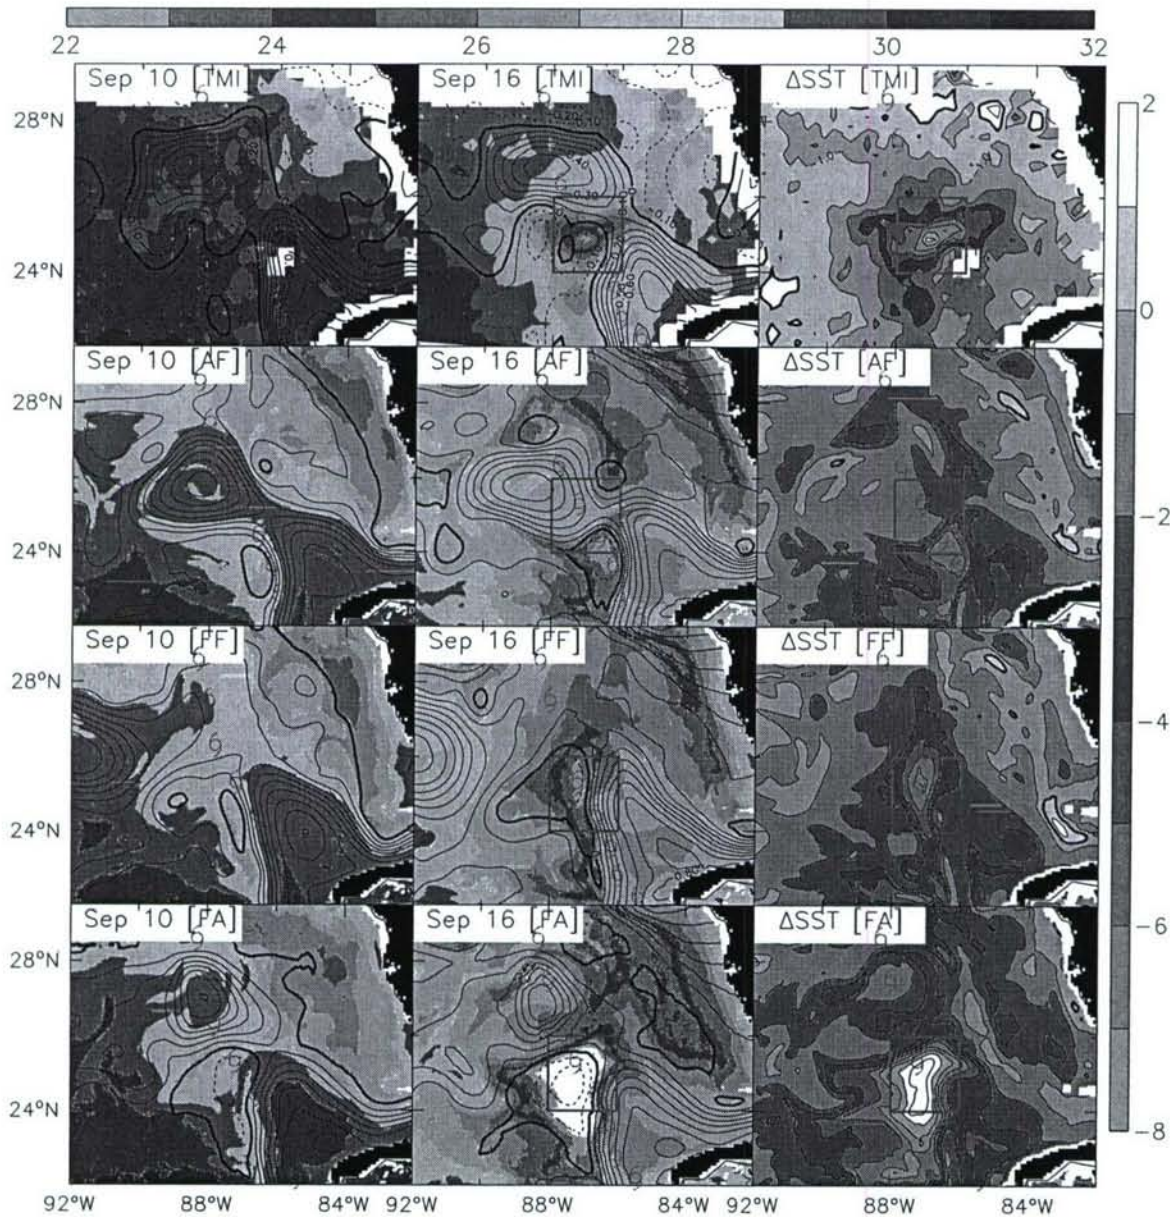 22 24 26 28 30 32
Sep 10 [TMI] Sep 16 [TMI] ΔSST [TMI]
28°N
24°N
Sep 10 [AF] Sep 16 [AF] ΔSST [AF]
28°N
24°N
Sep 10 [FF] Sep 16 [FF] ΔSST [FF]
28°N
24°N
Sep 10 [FA] Sep 16 [FA] ΔSST [FA]
28°N
24°N
92°W 88°W 84°W 88°W 84°W 92°W 88°W 84°W
2
0
-2
-4
-6
-8